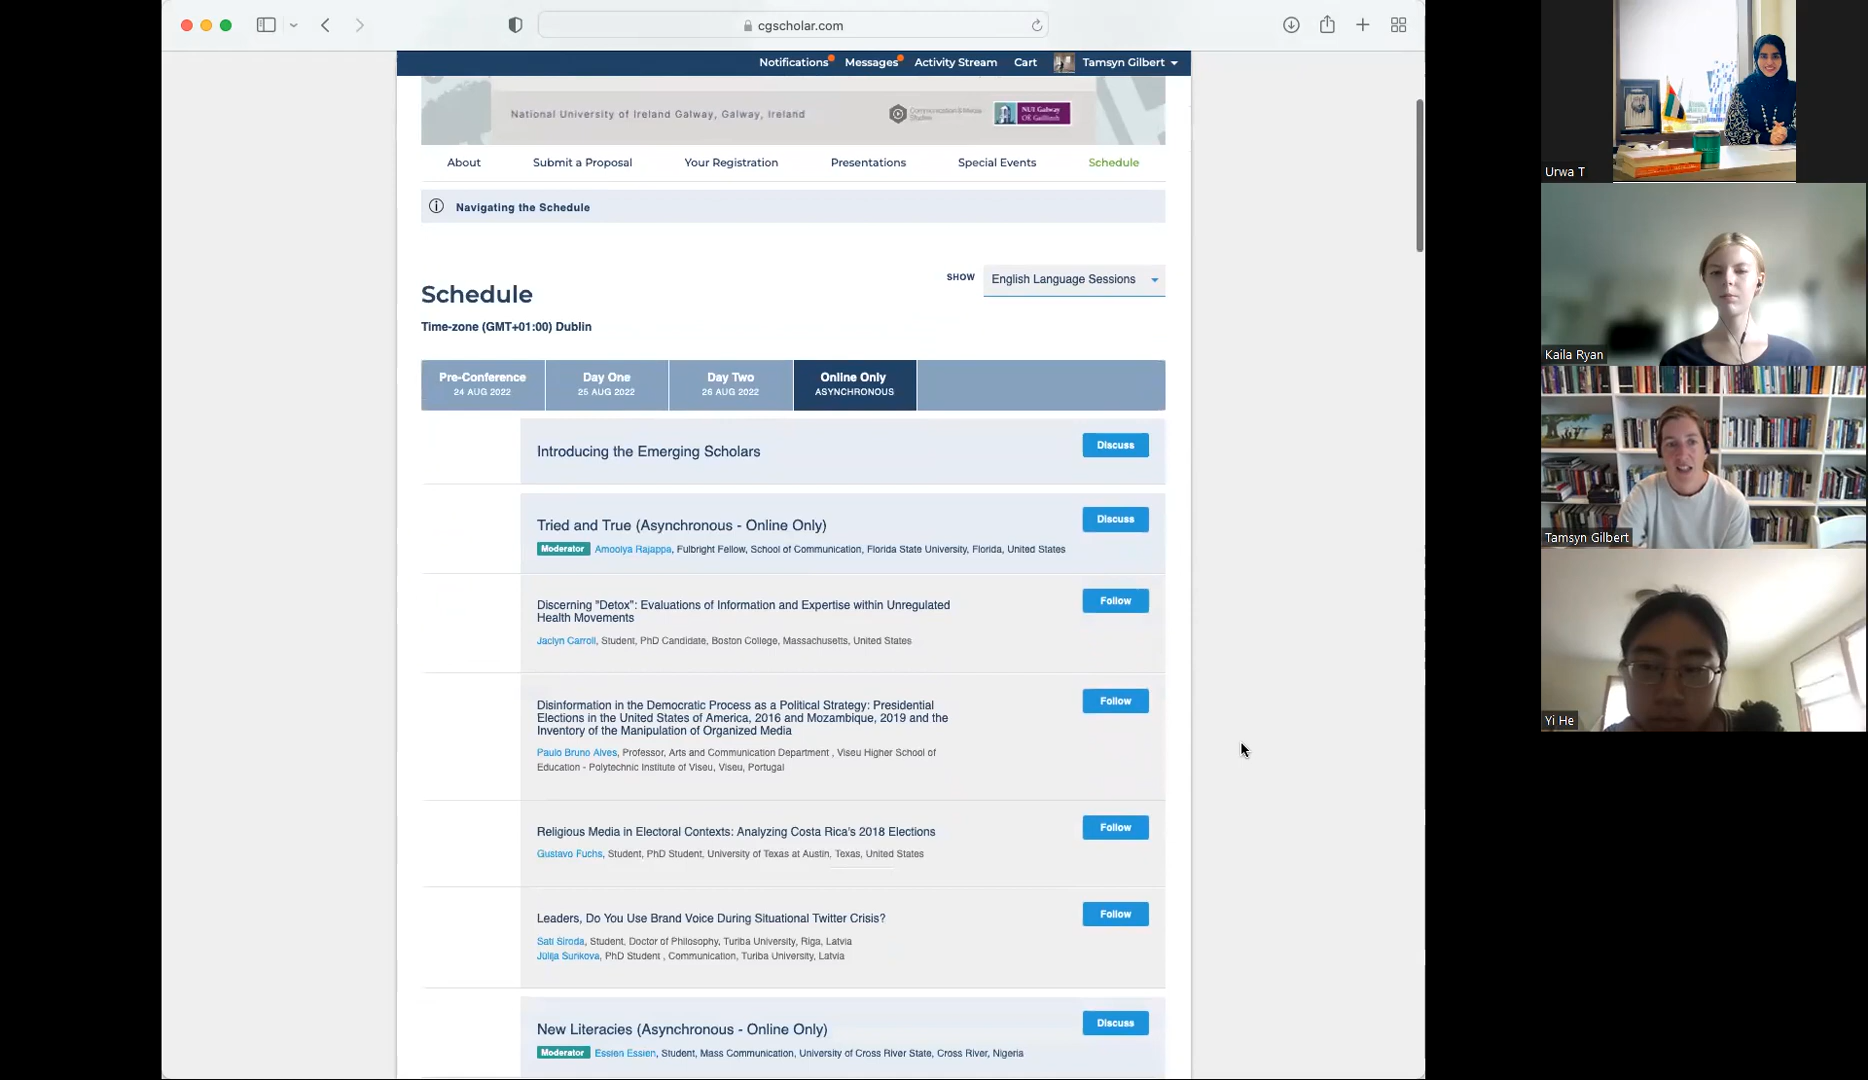 cgscholar.com
Notifications Messages Activity Stream Cart Tamsyn Gilbert
National University of Ireland Galway, Galway, Ireland
Communication & Media
Studies
NUI Galway
OÉ Gaillimh
About Submit a Proposal Your Registration Presentations Special Events Schedule
Navigating the Schedule
SHOW English Language Sessions
Schedule
Time-zone (GMT+01:00) Dublin
Pre-Conference Day One Day Two Online Only
24 AUG 2022 25 AUG 2022 26 AUG 2022 ASYNCHRONOUS
Introducing the Emerging Scholars Discuss
Tried and True (Asynchronous - Online Only) Discuss
Moderator Amoolya Rajappa, Fulbright Fellow, School of Communication, Florida State University, Florida, United States
Discerning "Detox": Evaluations of Information and Expertise within Unregulated Follow
Health Movements
Jaclyn Carroll, Student, PhD Candidate, Boston College, Massachusetts, United States
Disinformation in the Democratic Process as a Political Strategy: Presidential Follow
Elections in the United States of America, 2016 and Mozambique, 2019 and the
Inventory of the Manipulation of Organized Media
Paulo Bruno Alves, Professor, Arts and Communication Department , Viseu Higher School of
Education - Polytechnic Institute of Viseu, Viseu, Portugal
Religious Media in Electoral Contexts: Analyzing Costa Rica's 2018 Elections Follow
Gustavo Fuchs, Student, PhD Student, University of Texas at Austin, Texas, United States
Leaders, Do You Use Brand Voice During Situational Twitter Crisis? Follow
Sati Siroda, Student, Doctor of Philosophy, Turiba University, Riga, Latvia
Jūlija Surikova, PhD Student , Communication, Turiba University, Latvia
New Literacies (Asynchronous - Online Only) Discuss
Moderator Essien Essien, Student, Mass Communication, University of Cross River State, Cross River, Nigeria
Urwa T
Kaila Ryan
Tamsyn Gilbert
Yi He